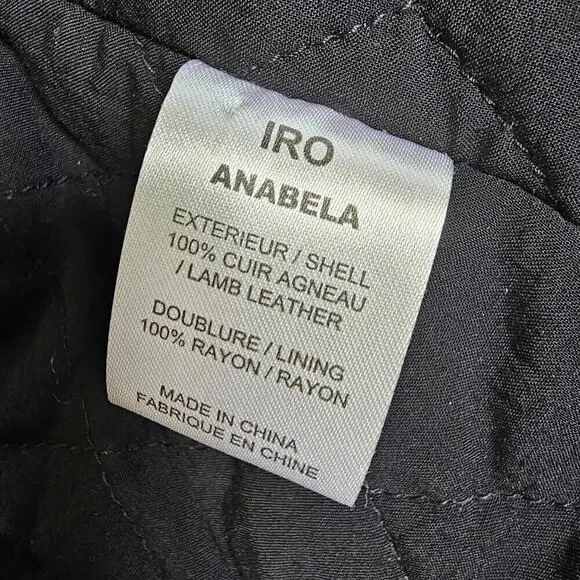 IRO
ANABELA
EXTERIEUR / SHELL
100% CUIR AGNEAU
/ LAMB LEATHER
DOUBLURE / LINING
100% RAYON / RAYON
MADE IN CHINA
FABRIQUE EN CHINE